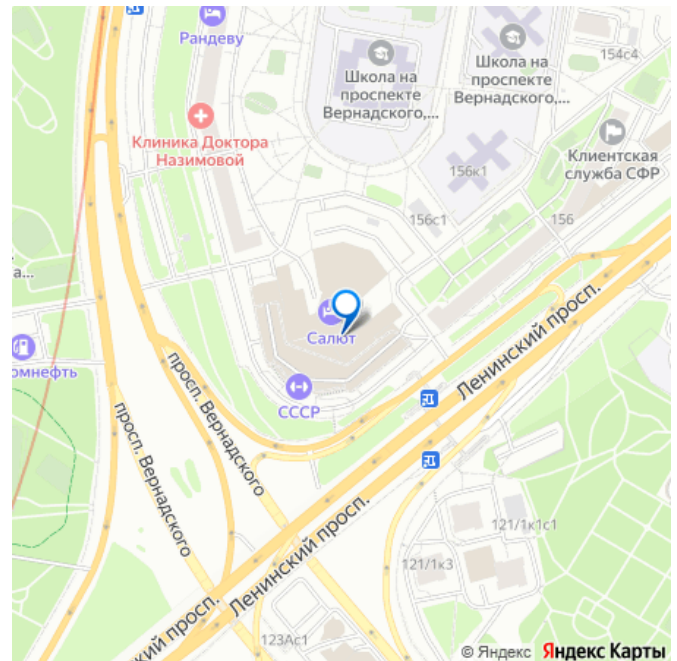 Рандеву
Школа на
проспекте
Вернадского,...
Школа на
проспекте
Вернадского,...
154с4
Клиника Доктора
Назимовой
Клиентская
служба СФР
156к1
156с1
156
а...
Салют
омнефть
СССР
просп. Вернадского
просп. Вернадского
Ленинский просп.
Ленинский просп.
кий просп.
121/1к1с1
121/1к3
123Ас1
© Яндекс Яндекс Карты